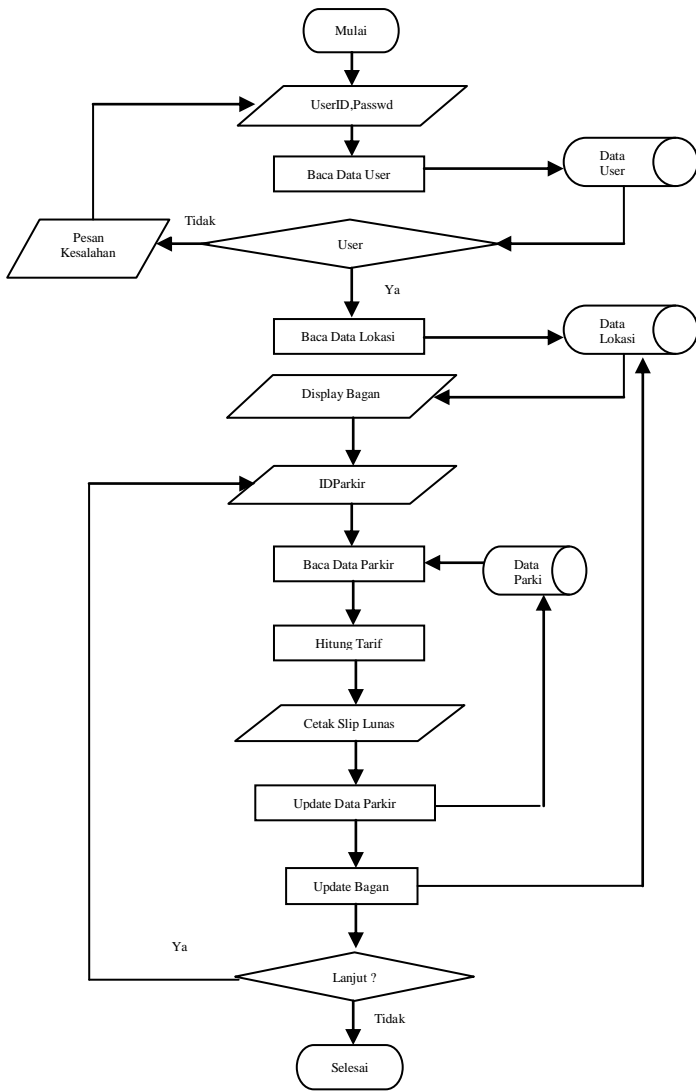 Mulai
UserID,Passwd
Baca Data User
Data
User
Tidak
Pesan
Kesalahan
User
Ya
Baca Data Lokasi
Data
Lokasi
Display Bagan
IDParkir
Baca Data Parkir
Data
Parki
Hitung Tarif
Cetak Slip Lunas
Update Data Parkir
Update Bagan
Ya
Lanjut ?
Tidak
Selesai